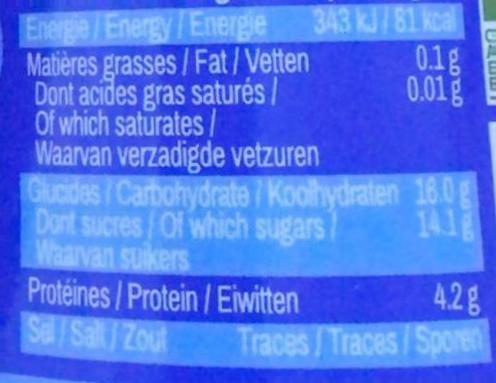 Energie / Energy / Energie 343 kJ / 81 kcal
Matières grasses / Fat / Vetten 0.1 g
Dont acides gras saturés / 0.01 g
Of which saturates /
Waarvan verzadigde vetzuren
Glucides / Carbohydrate / Koolhydraten 16.0 g
Dont sucres / Of which sugars / 14.1 g
Waarvan suikers
Protéines / Protein / Eiwitten 4.2 g
Sel / Salt / Zout Traces / Traces / Sporen